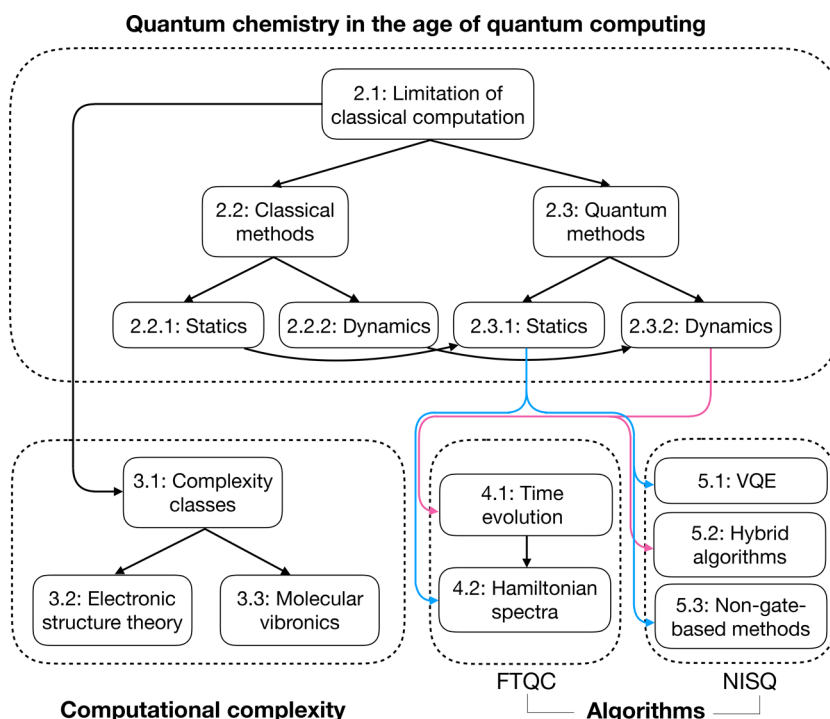 Quantum chemistry in the age of quantum computing
2.1: Limitation of
classical computation
2.2: Classical
methods
2.3: Quantum
methods
2.2.1: Statics
2.2.2: Dynamics
2.3.1: Statics
2.3.2: Dynamics
3.1: Complexity
classes
3.2: Electronic
structure theory
3.3: Molecular
vibronics
4.1: Time
evolution
4.2: Hamiltonian
spectra
5.1: VQE
5.2: Hybrid
algorithms
5.3: Non-gate-
based methods
FTQC
NISQ
Computational complexity
Algorithms